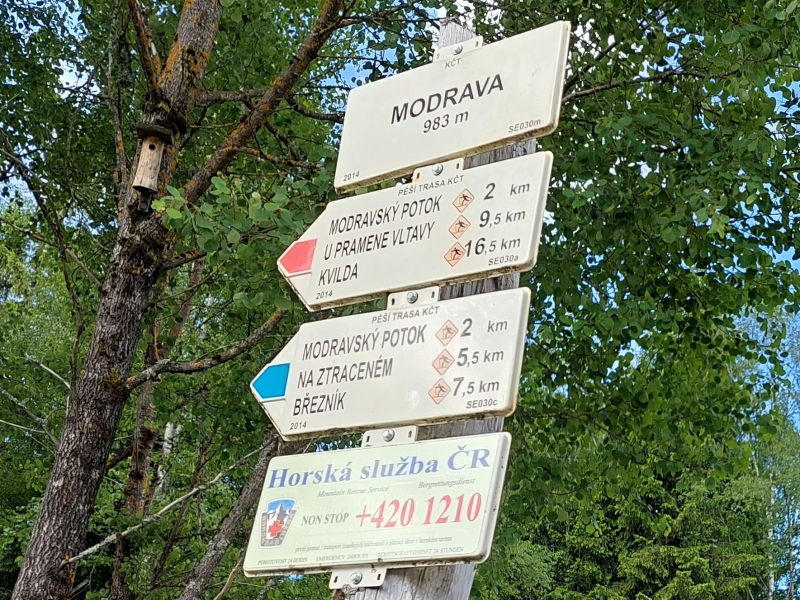 KČT
MODRAVA
983 m
2014 SE030m
PĚŠÍ TRASA KČT
MODRAVSKÝ POTOK 2 km
U PRAMENE VLTAVY 9,5 km
KVILDA 16,5 km
2014 SE030a
PĚŠÍ TRASA KČT
MODRAVSKÝ POTOK 2 km
NA ZTRACENÉM 5,5 km
BŘEZNÍK 7,5 km
2014 SE030c
Horská služba ČR
Mountain Rescue Service Bergrettungsdienst
NON STOP +420 1210